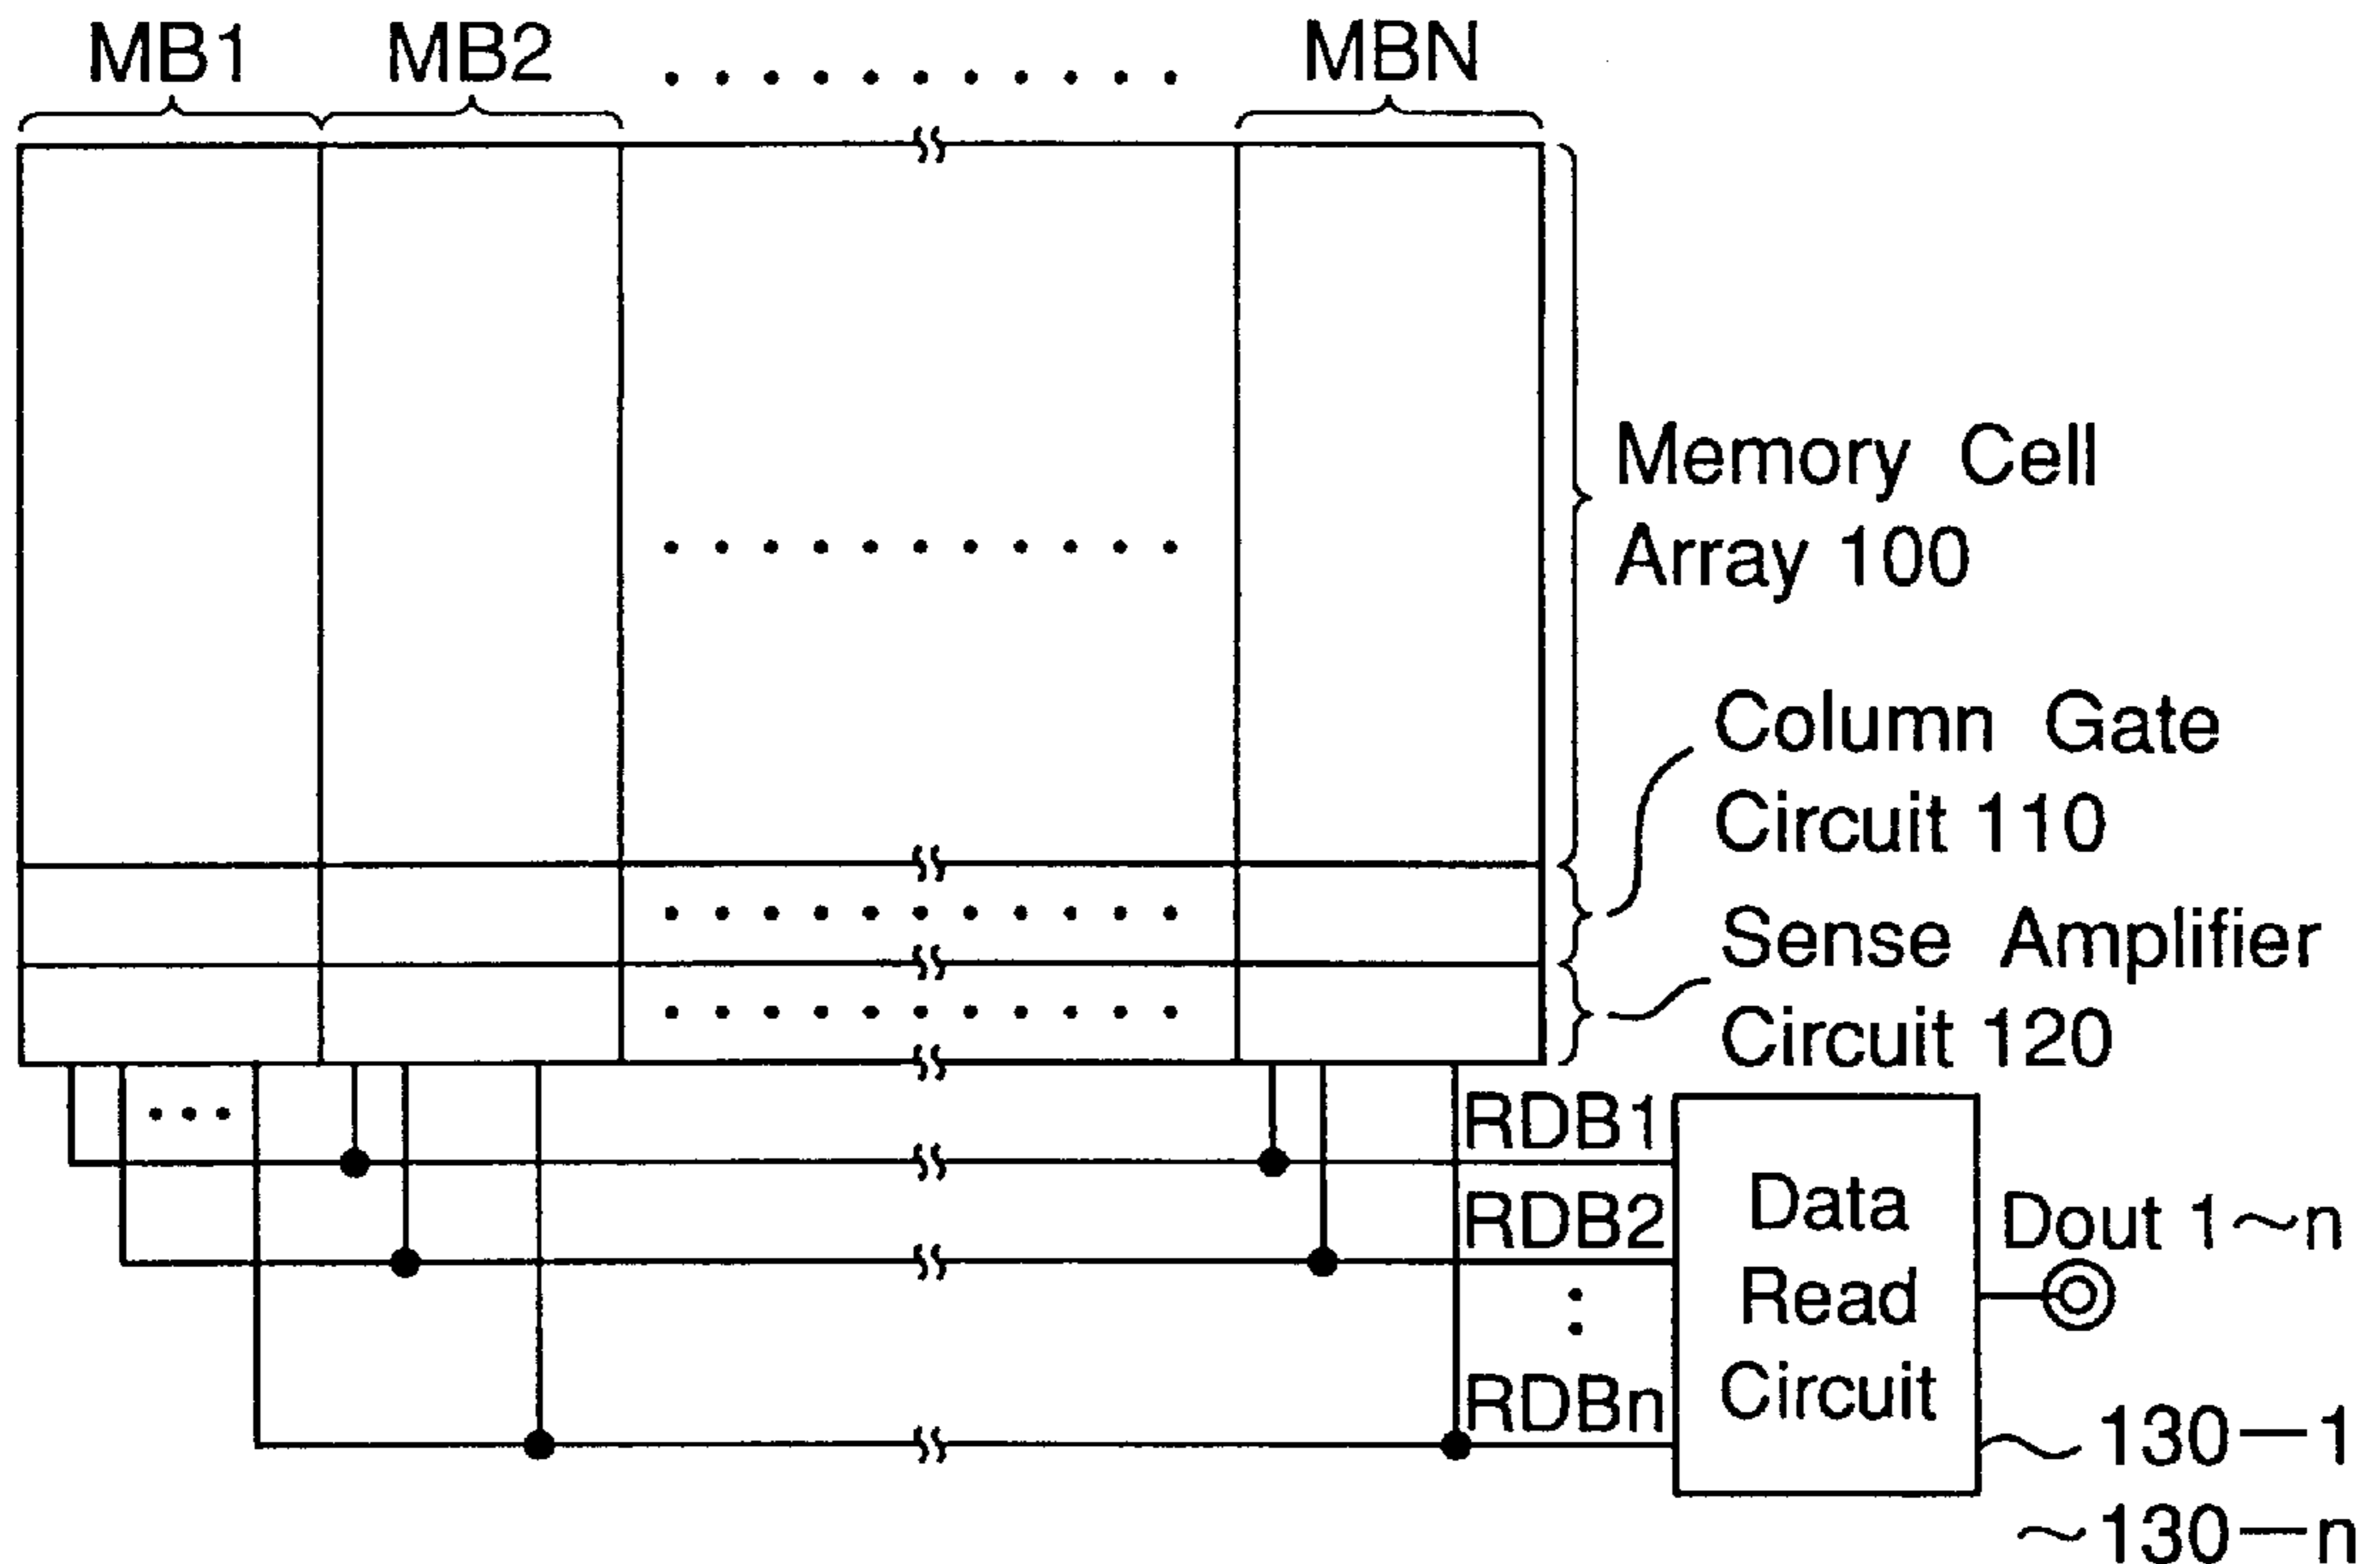 MB1 MB2 ........... MBN
Memory Cell
Array 100
Column Gate
Circuit 110
Sense Amplifier
Circuit 120
RDB1
RDB2
RDBn
Data
Read
Circuit
Dout 1～n
130—1
～130—n